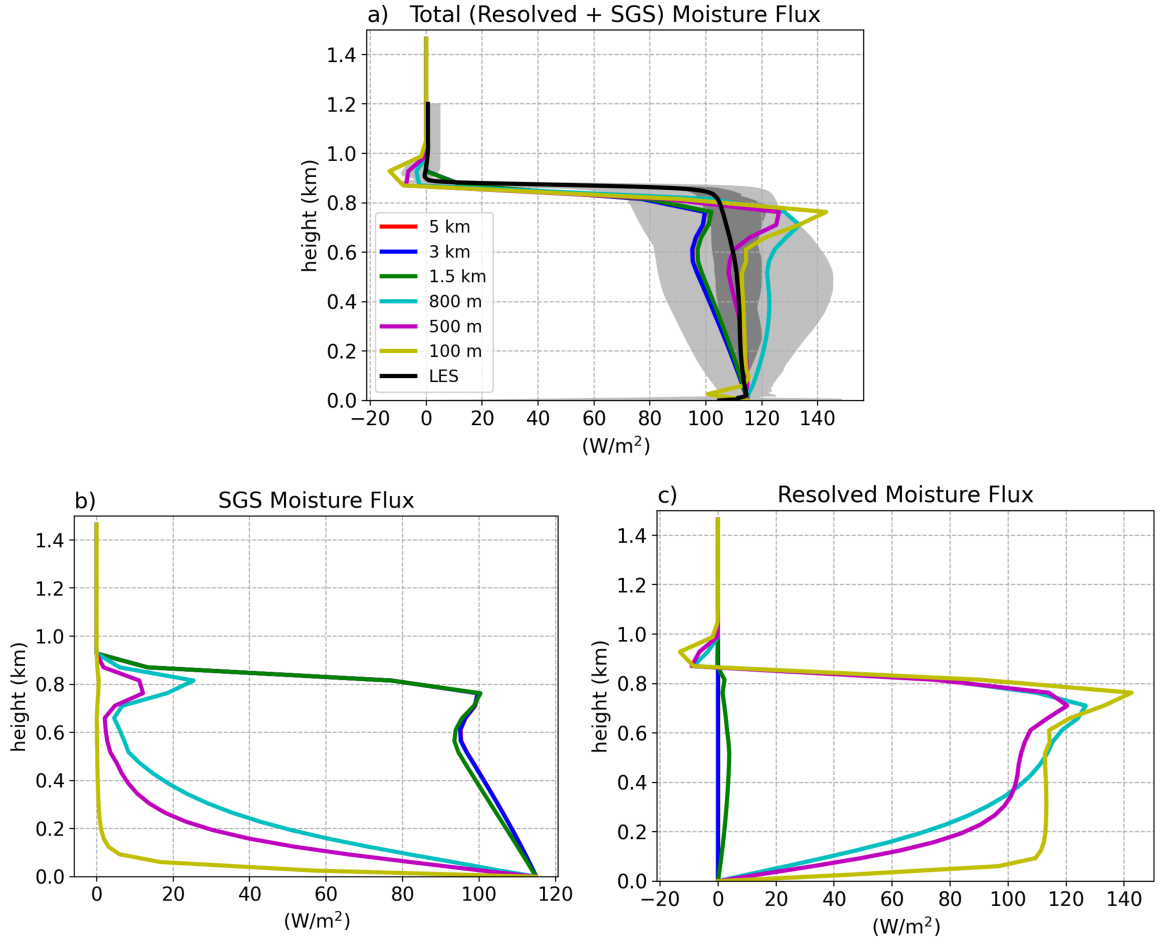 a) Total (Resolved + SGS) Moisture Flux
1.4
1.2
1.0
0.8
0.6
0.4
0.2
0.0
height (km)
5 km
3 km
1.5 km
800 m
500 m
100 m
LES
−20 0 20 40 60 80 100 120 140
(W/m²)
b) SGS Moisture Flux
1.4
1.2
1.0
0.8
0.6
0.4
0.2
0.0
height (km)
0 20 40 60 80 100 120
(W/m²)
c) Resolved Moisture Flux
1.4
1.2
1.0
0.8
0.6
0.4
0.2
0.0
height (km)
−20 0 20 40 60 80 100 120 140
(W/m²)